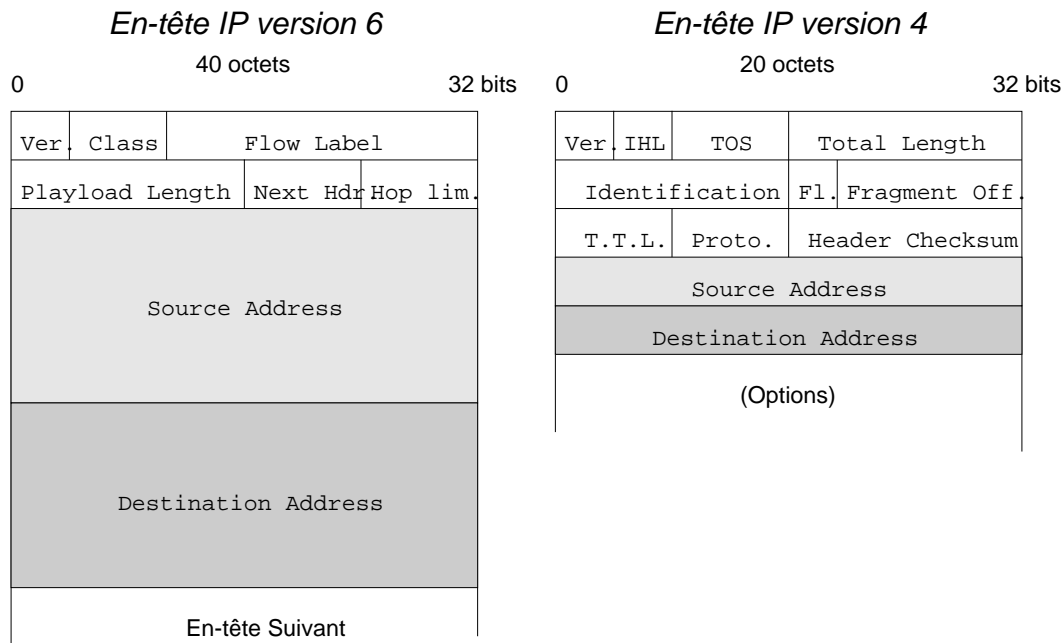 En-tête IP version 6
40 octets
0 32 bits
Ver. Class Flow Label
Playload Length Next Hdr. Hop lim.
Source Address
Destination Address
En-tête Suivant
En-tête IP version 4
20 octets
0 32 bits
Ver. IHL TOS Total Length
Identification Fl. Fragment Off.
T.T.L. Proto. Header Checksum
Source Address
Destination Address
(Options)